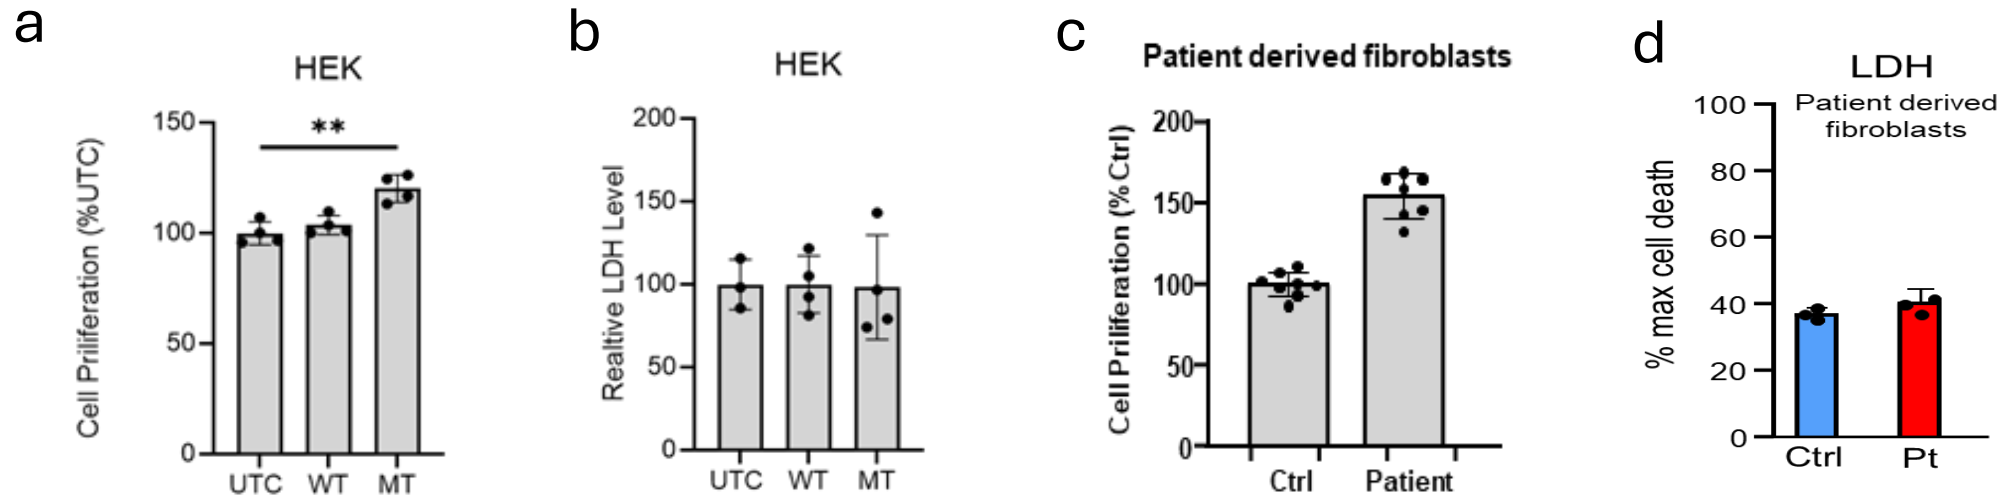 a
HEK
Cell Priliferation (%UTC)
150
100
50
0
**
UTC WT MT
b
HEK
Realtive LDH Level
200
150
100
50
0
UTC WT MT
c
Patient derived fibroblasts
Cell Priliferation (%Ctrl)
200
150
100
50
0
Ctrl Patient
d
LDH
Patient derived
fibroblasts
% max cell death
100
80
60
40
20
0
Ctrl Pt